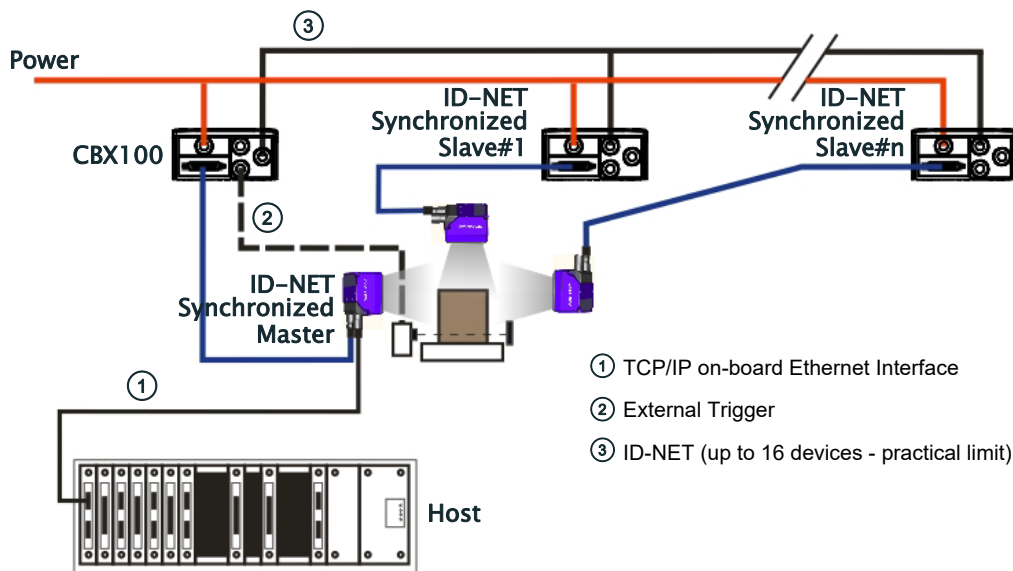 3
Power
ID-NET
Synchronized
Slave#1
ID-NET
Synchronized
Slave#n
CBX100
2
ID-NET
Synchronized
Master
1
1 TCP/IP on-board Ethernet Interface
2 External Trigger
3 ID-NET (up to 16 devices - practical limit)
Host